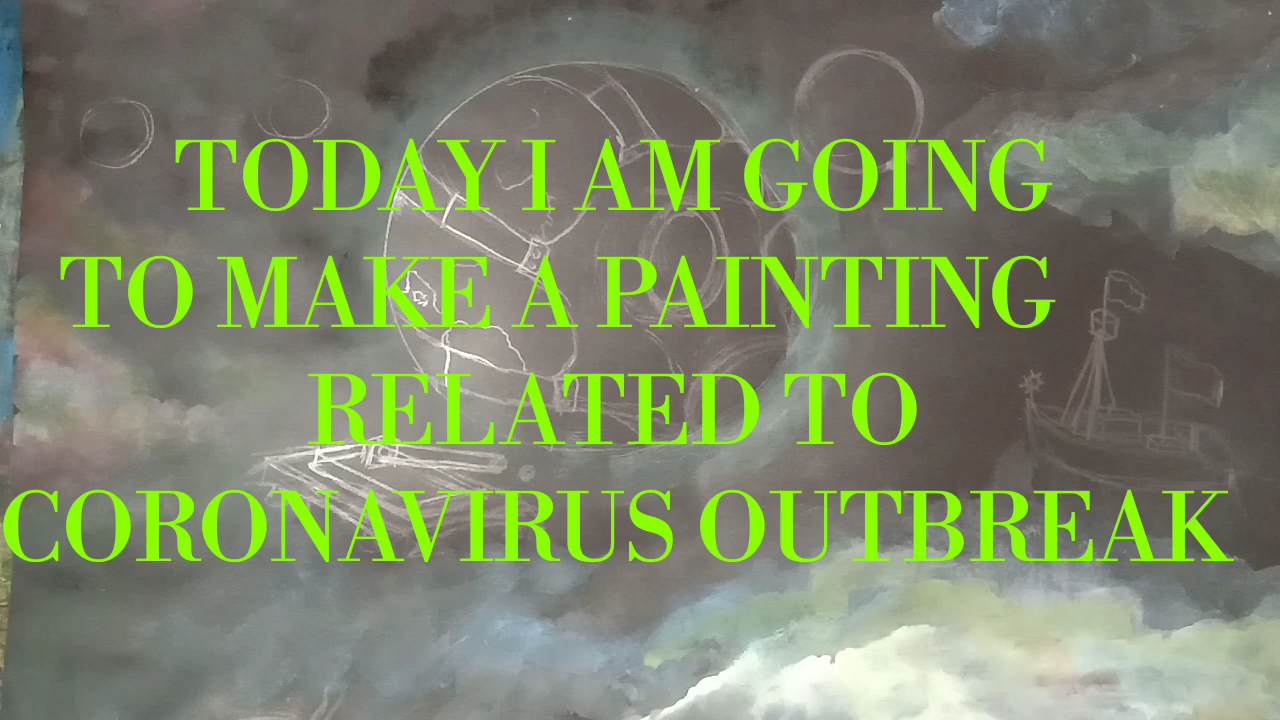 TODAY I AM GOING
TO MAKE A PAINTING
RELATED TO
CORONAVIRUS OUTBREAK